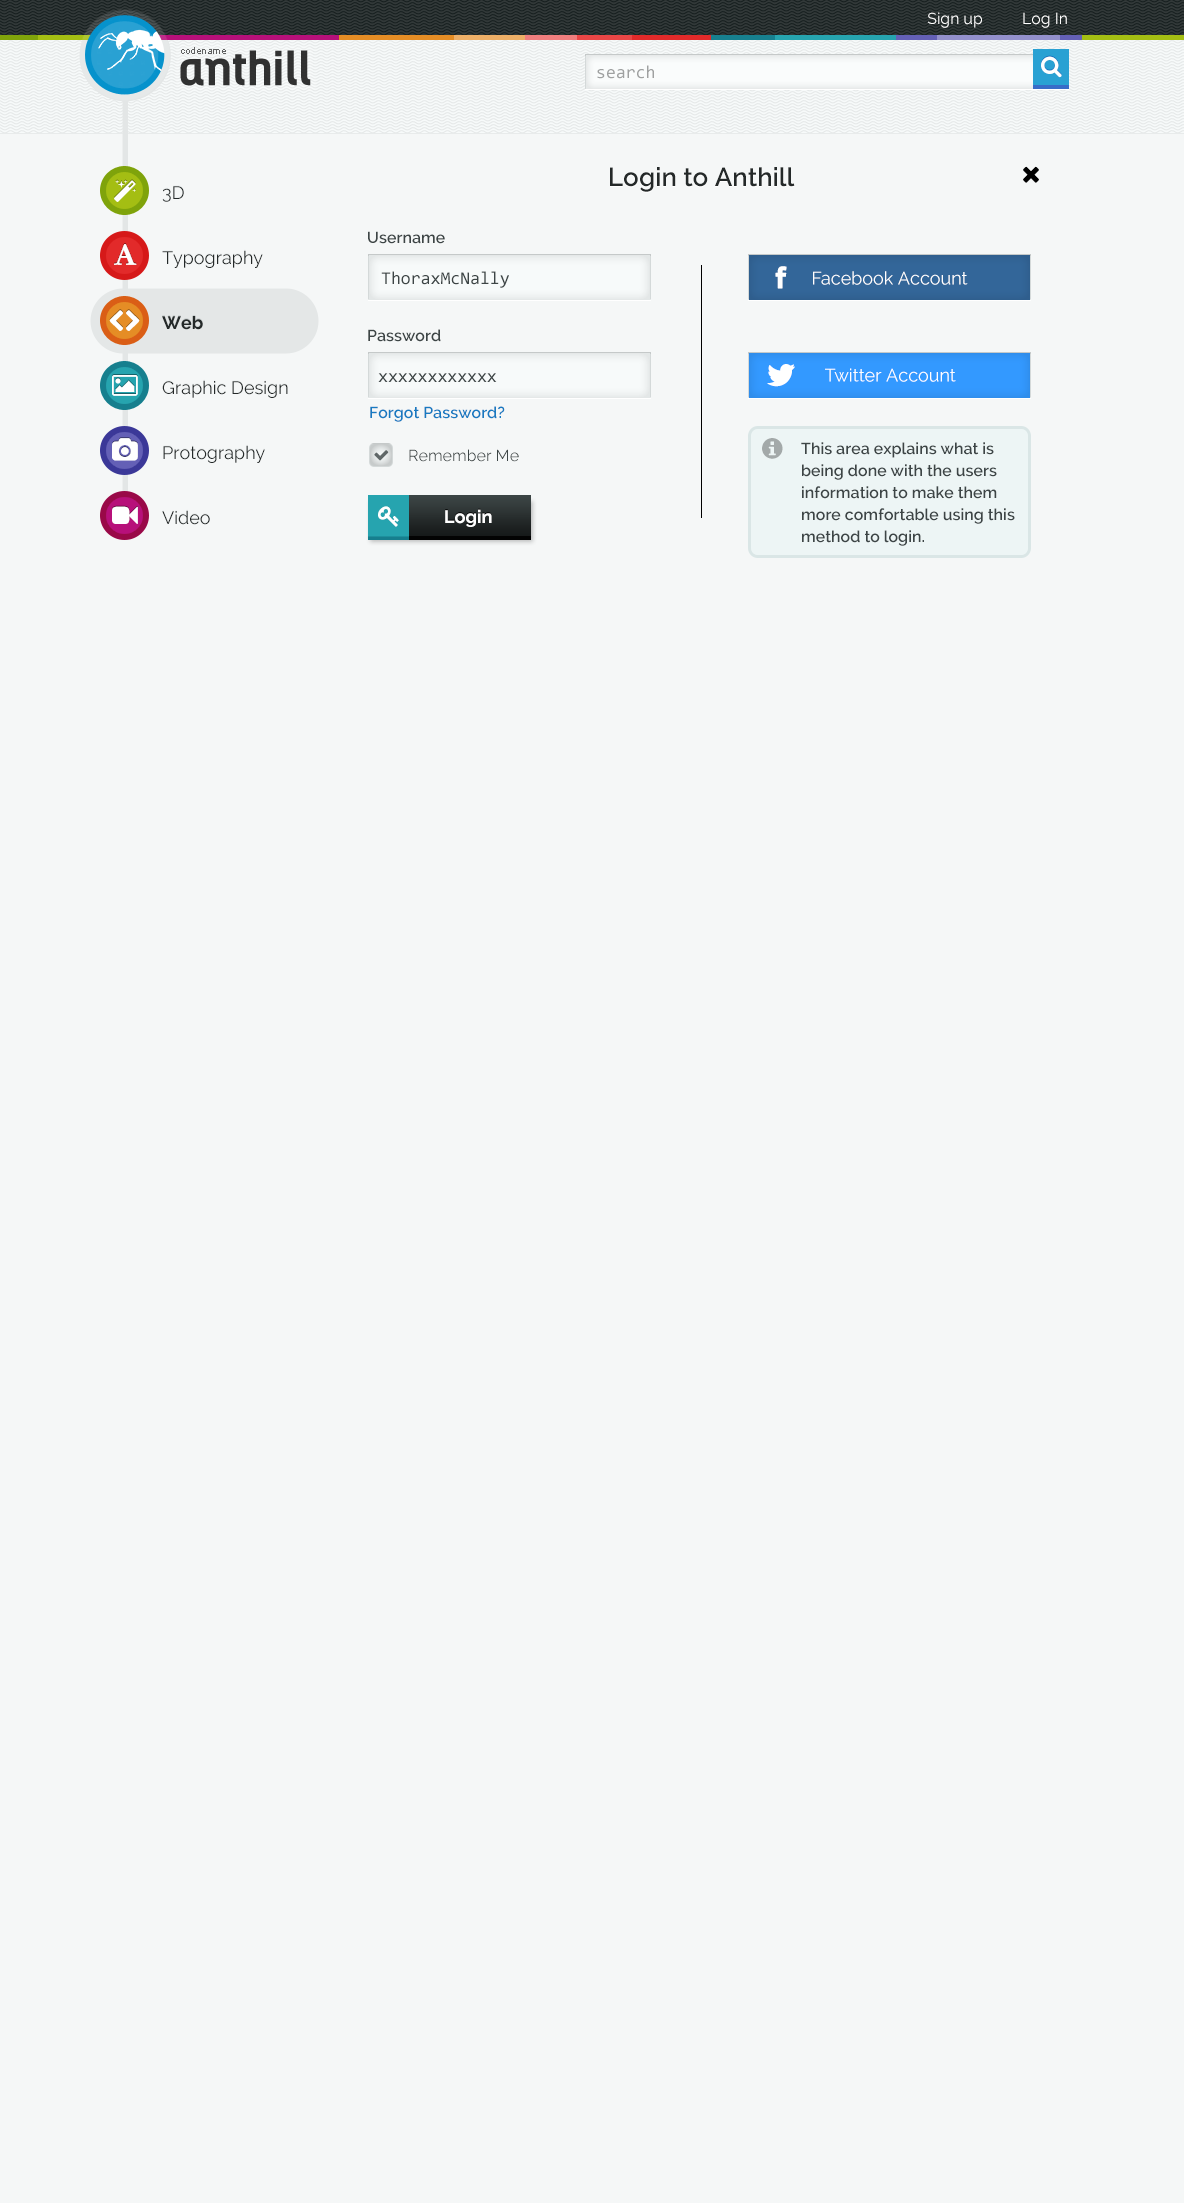 Sign up
Log In
codename
anthill
search
3D
Typography
Web
Graphic Design
Protography
Video
Login to Anthill
Username
ThoraxMcNally
Password
xxxxxxxxxxxx
Forgot Password?
Remember Me
Login
Facebook Account
Twitter Account
This area explains what is
being done with the users
information to make them
more comfortable using this
method to login.